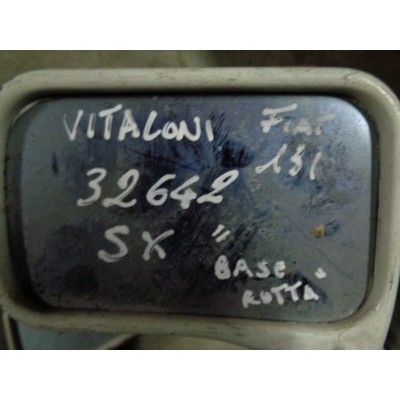 VITALONI FIAT
131
32642
SX "
BASE
ROTTA "